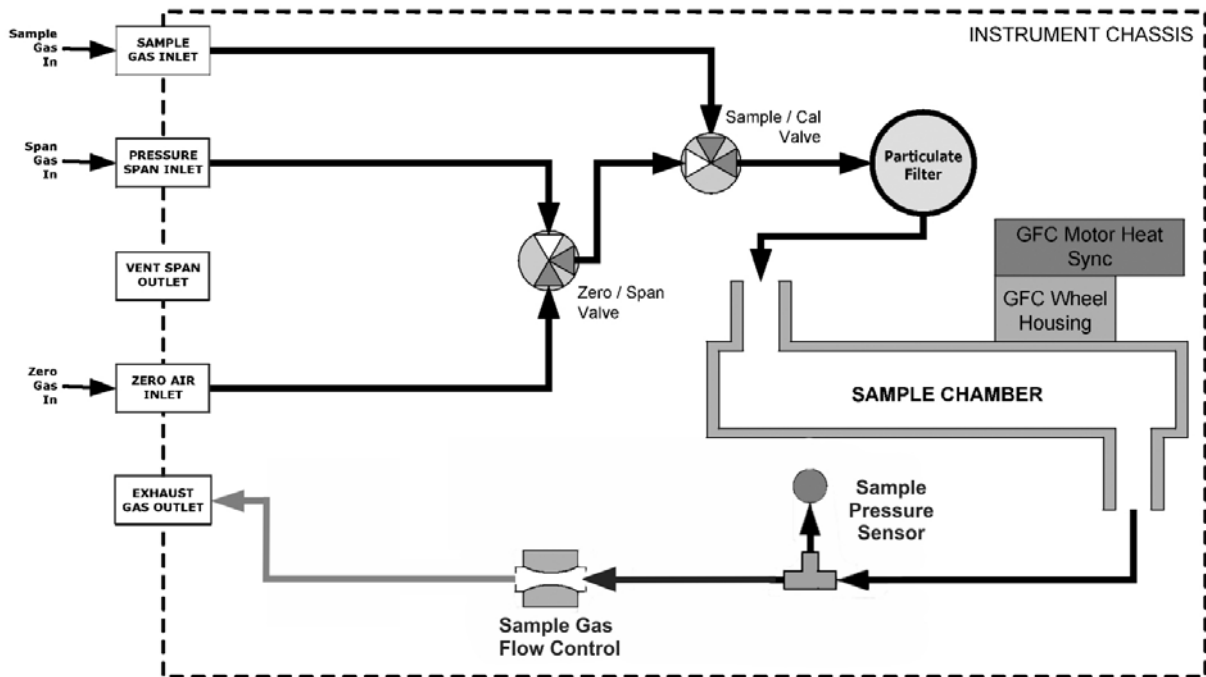 INSTRUMENT CHASSIS
Sample
Gas
In
SAMPLE
GAS INLET
Sample / Cal
Valve
Span
Gas
In
PRESSURE
SPAN INLET
Particulate
Filter
GFC Motor Heat
Sync
VENT SPAN
OUTLET
Zero / Span
Valve
GFC Wheel
Housing
Zero
Gas
In
ZERO AIR
INLET
SAMPLE CHAMBER
EXHAUST
GAS OUTLET
Sample
Pressure
Sensor
Sample Gas
Flow Control